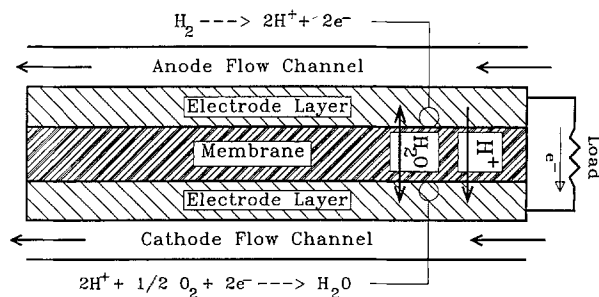 H₂ ---> 2H⁺ + 2e⁻
Anode Flow Channel
Electrode Layer
Membrane
H₂O
H⁺
e⁻
Load
Electrode Layer
Cathode Flow Channel
2H⁺ + 1/2 O₂ + 2e⁻ ---> H₂O